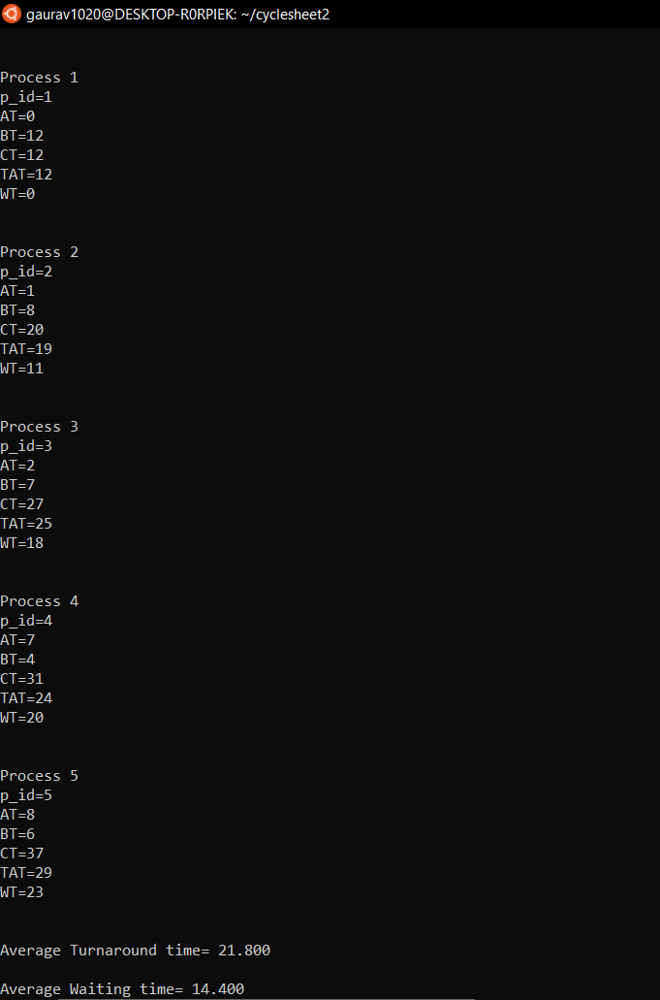 gaurav1020@DESKTOP-R0RPIEK: ~/cyclesheet2
Process 1
p_id=1
AT=0
BT=12
CT=12
TAT=12
WT=0
Process 2
p_id=2
AT=1
BT=8
CT=20
TAT=19
WT=11
Process 3
p_id=3
AT=2
BT=7
CT=27
TAT=25
WT=18
Process 4
p_id=4
AT=7
BT=4
CT=31
TAT=24
WT=20
Process 5
p_id=5
AT=8
BT=6
CT=37
TAT=29
WT=23
Average Turnaround time= 21.800
Average Waiting time= 14.400